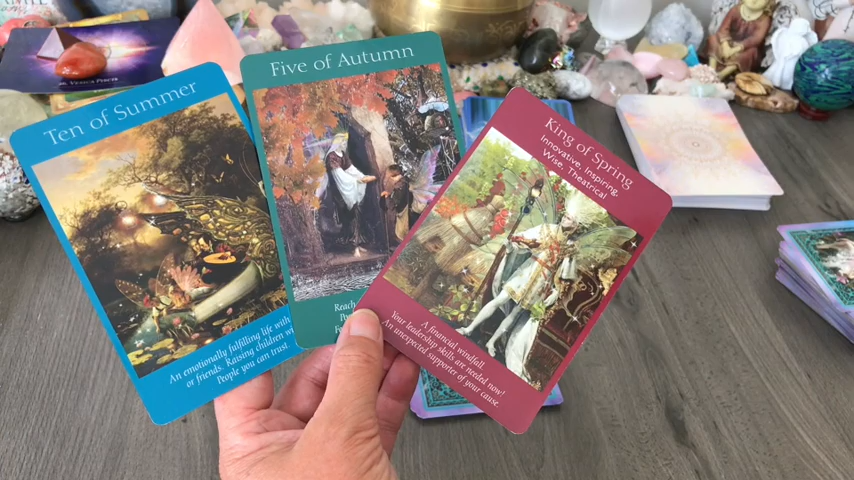 Ten of Summer
An emotionally fulfilling life with
or friends. Raising children
People you can trust.
Five of Autumn
Reach
King of Spring
Innovative, Inspiring,
Wise, Theatrical
A financial windfall.
Your leadership skills are needed now!
An unexpected supporter of your cause.